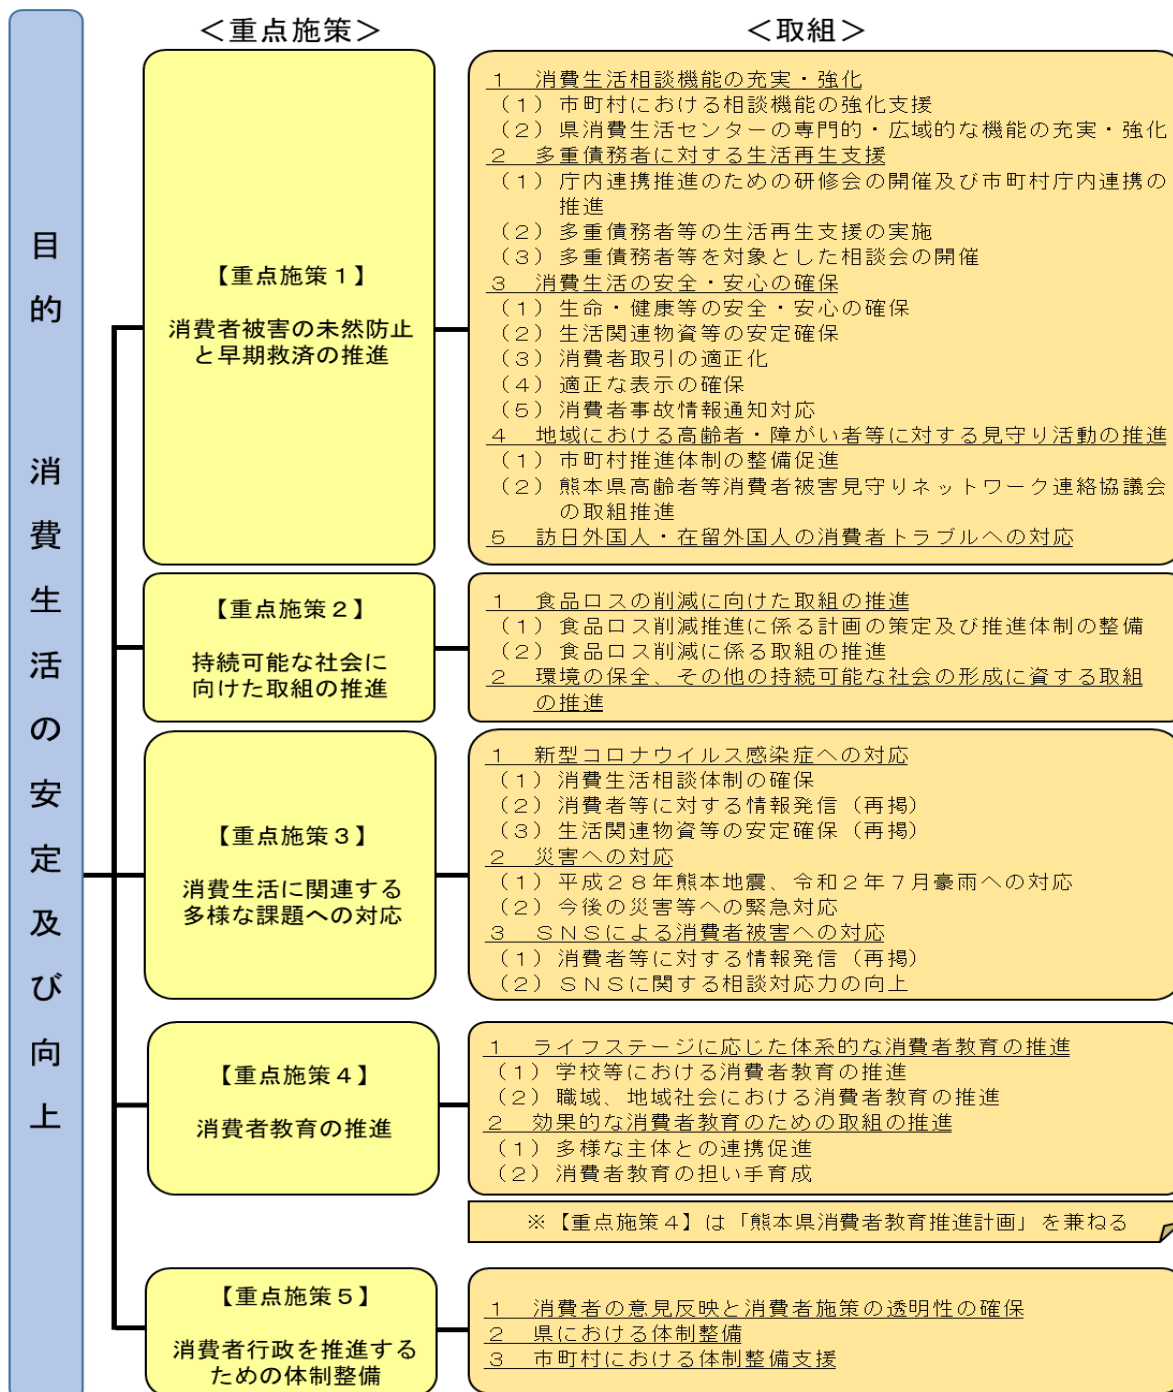 目的　消費生活の安定及び向上
＜重点施策＞
＜取組＞
【重点施策１】
消費者被害の未然防止
と早期救済の推進
１　消費生活相談機能の充実・強化
（１）市町村における相談機能の強化支援
（２）県消費生活センターの専門的・広域的な機能の充実・強化
２　多重債務者に対する生活再生支援
（１）庁内連携推進のための研修会の開催及び市町村庁内連携の
推進
（２）多重債務者等の生活再生支援の実施
（３）多重債務者等を対象とした相談会の開催
３　消費生活の安全・安心の確保
（１）生命・健康等の安全・安心の確保
（２）生活関連物資等の安定確保
（３）消費者取引の適正化
（４）適正な表示の確保
（５）消費者事故情報通知対応
４　地域における高齢者・障がい者等に対する見守り活動の推進
（１）市町村推進体制の整備促進
（２）熊本県高齢者等消費者被害見守りネットワーク連絡協議会
の取組推進
５　訪日外国人・在留外国人の消費者トラブルへの対応
【重点施策２】
持続可能な社会に
向けた取組の推進
１　食品ロスの削減に向けた取組の推進
（１）食品ロス削減推進に係る計画の策定及び推進体制の整備
（２）食品ロス削減に係る取組の推進
２　環境の保全、その他の持続可能な社会の形成に資する取組
の推進
【重点施策３】
消費生活に関連する
多様な課題への対応
１　新型コロナウイルス感染症への対応
（１）消費生活相談体制の確保
（２）消費者等に対する情報発信（再掲）
（３）生活関連物資等の安定確保（再掲）
２　災害への対応
（１）平成２８年熊本地震、令和２年７月豪雨への対応
（２）今後の災害等への緊急対応
３　ＳＮＳによる消費者被害への対応
（１）消費者等に対する情報発信（再掲）
（２）ＳＮＳに関する相談対応力の向上
【重点施策４】
消費者教育の推進
１　ライフステージに応じた体系的な消費者教育の推進
（１）学校等における消費者教育の推進
（２）職域、地域社会における消費者教育の推進
２　効果的な消費者教育のための取組の推進
（１）多様な主体との連携促進
（２）消費者教育の担い手育成
※【重点施策４】は「熊本県消費者教育推進計画」を兼ねる
【重点施策５】
消費者行政を推進する
ための体制整備
１　消費者の意見反映と消費者施策の透明性の確保
２　県における体制整備
３　市町村における体制整備支援